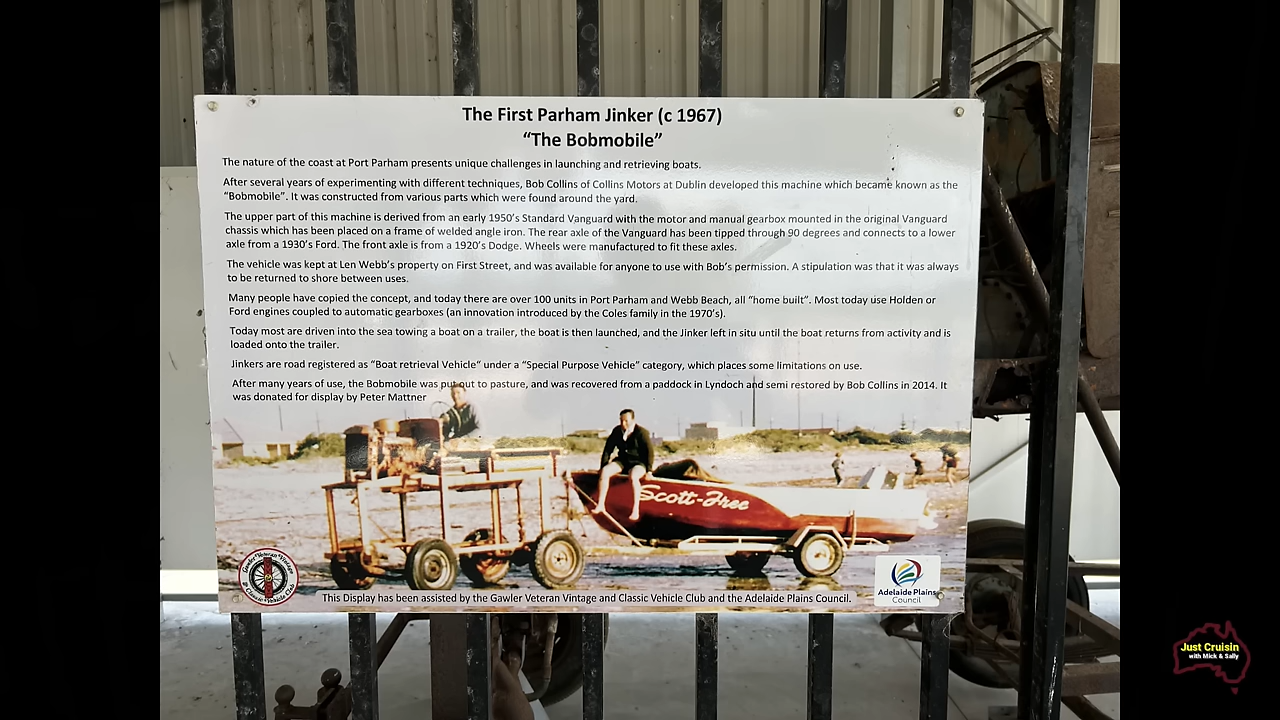 The First Parham Jinker (c 1967)
“The Bobmobile”
The nature of the coast at Port Parham presents unique challenges in launching and retrieving boats.
After several years of experimenting with different techniques, Bob Collins of Collins Motors at Dublin developed this machine which became known as the
“Bobmobile”. It was constructed from various parts which were found around the yard.
The upper part of this machine is derived from an early 1950’s Standard Vanguard with the motor and manual gearbox mounted in the original Vanguard
chassis which has been placed on a frame of welded angle iron. The rear axle of the Vanguard has been tipped through 90 degrees and connects to a lower
axle from a 1930’s Ford. The front axle is from a 1920’s Dodge. Wheels were manufactured to fit these axles.
The vehicle was kept at Len Webb’s property on First Street, and was available for anyone to use with Bob’s permission. A stipulation was that it was always
to be returned to shore between uses.
Many people have copied the concept, and today there are over 100 units in Port Parham and Webb Beach, all “home built”. Most today use Holden or
Ford engines coupled to automatic gearboxes (an innovation introduced by the Coles family in the 1970’s).
Today most are driven into the sea towing a boat on a trailer, the boat is then launched, and the Jinker left in situ until the boat returns from activity and is
loaded onto the trailer.
Jinkers are road registered as “Boat retrieval Vehicle” under a “Special Purpose Vehicle” category, which places some limitations on use.
After many years of use, the Bobmobile was put out to pasture, and was recovered from a paddock in Lyndoch and semi restored by Bob Collins in 2014. It
was donated for display by Peter Mattner
Scott-Free
Gawler Veteran Vintage
& Classic Vehicle Club
Adelaide Plains
Council
This Display has been assisted by the Gawler Veteran Vintage and Classic Vehicle Club and the Adelaide Plains Council.
Just Cruisin
with Mick & Sally